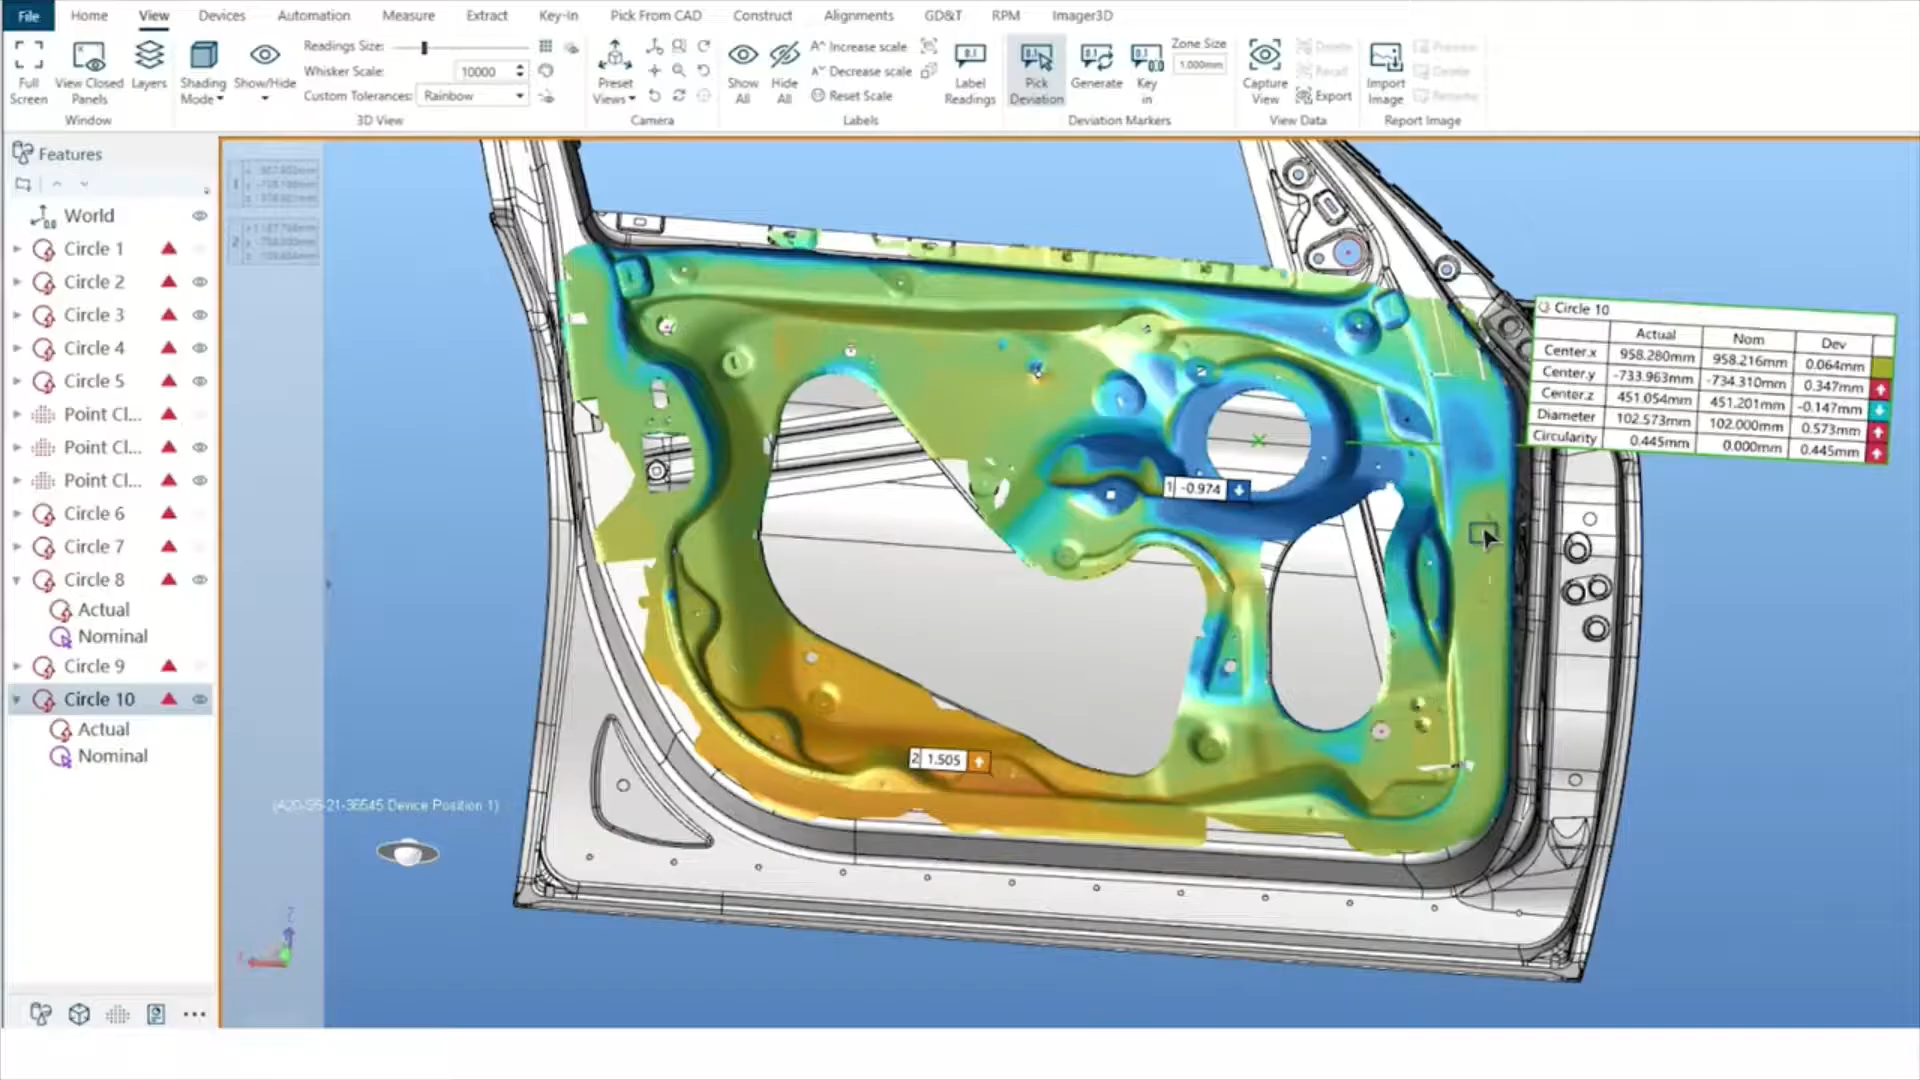 File Home View Devices Automation Measure Extract Key-In Pick From CAD Construct Alignments GD&T RPM Imager3D
Full Screen
View Closed Panels
Layers
Window
Shading Mode
Show/Hide
Readings Size:
Whisker Scale: 10000
Custom Tolerances: Rainbow
3D View
Preset Views
Camera
Show All
Hide All
Increase scale
Decrease scale
Reset Scale
Label Readings
Labels
Pick Deviation
Generate
Key in
Zone Size
1.000mm
Deviation Markers
Capture View
Delete
Recall
Export
View Data
Import Image
Preview
Delete
Rename
Report Image
Features
World
Circle 1
Circle 2
Circle 3
Circle 4
Circle 5
Point Cl...
Point Cl...
Point Cl...
Circle 6
Circle 7
Circle 8
Actual
Nominal
Circle 9
Circle 10
Actual
Nominal
Circle 10
Actual Nom Dev
Center.x 958.280mm 958.216mm 0.064mm
Center.y -733.963mm -734.310mm 0.347mm
Center.z 451.054mm 451.201mm -0.147mm
Diameter 102.573mm 102.000mm 0.573mm
Circularity 0.445mm 0.000mm 0.445mm
1 -0.974
2 1.505
Device Position 1)